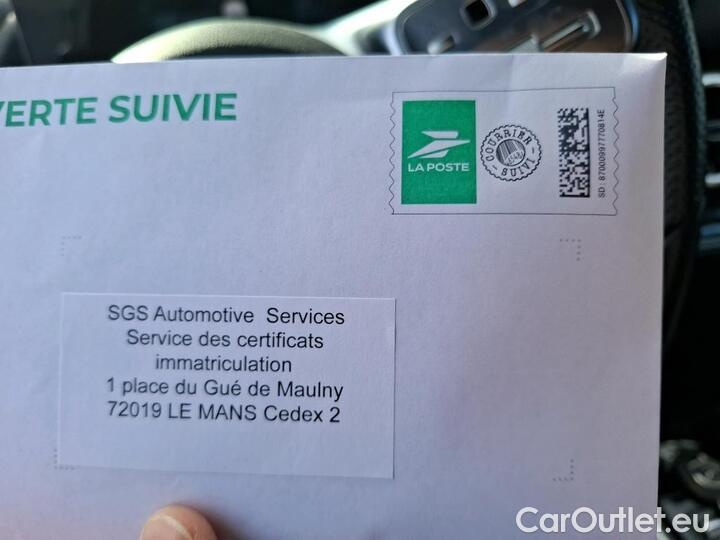 VERTE SUIVIE
LA POSTE
COURRIER
SUIVI
SD : 87000997770814E
SGS Automotive Services
Service des certificats
immatriculation
1 place du Gué de Maulny
72019 LE MANS Cedex 2
CarOutlet.eu